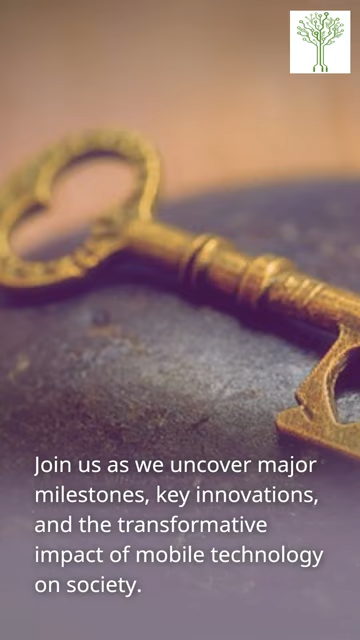 Join us as we uncover major
milestones, key innovations,
and the transformative
impact of mobile technology
on society.